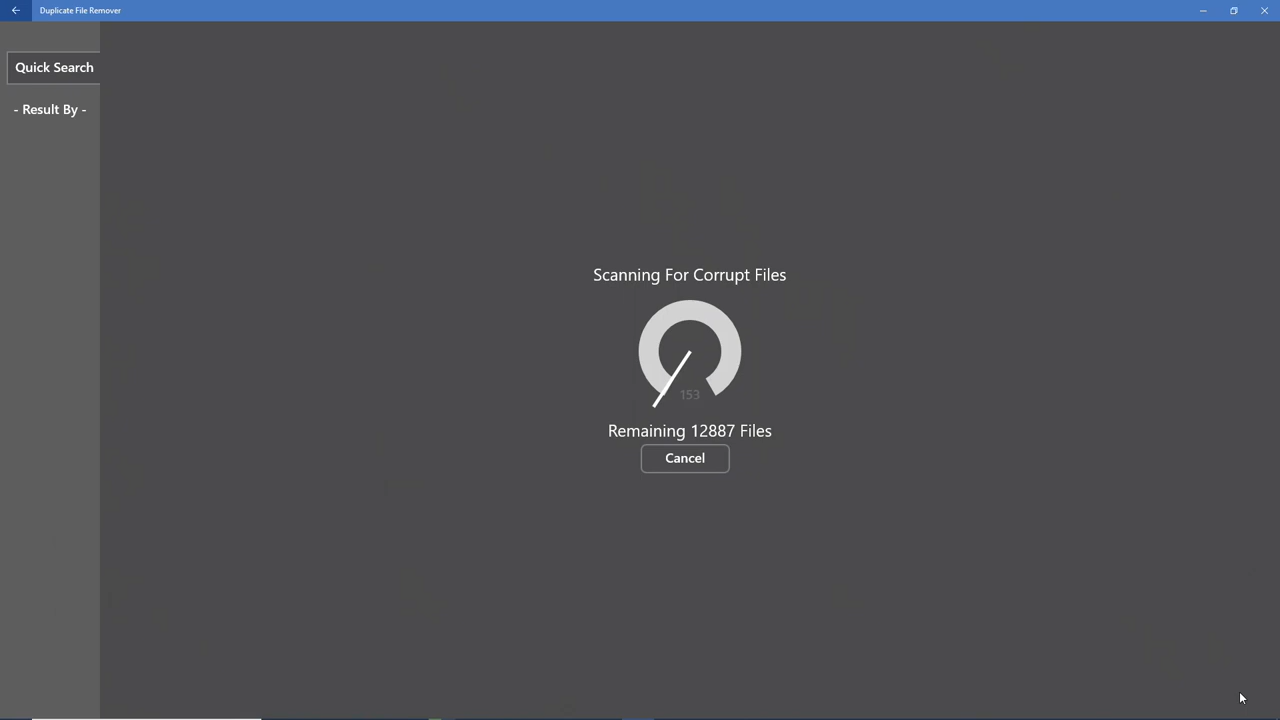 Duplicate File Remover
Quick Search
- Result By -
Scanning For Corrupt Files
153
Remaining 12887 Files
Cancel